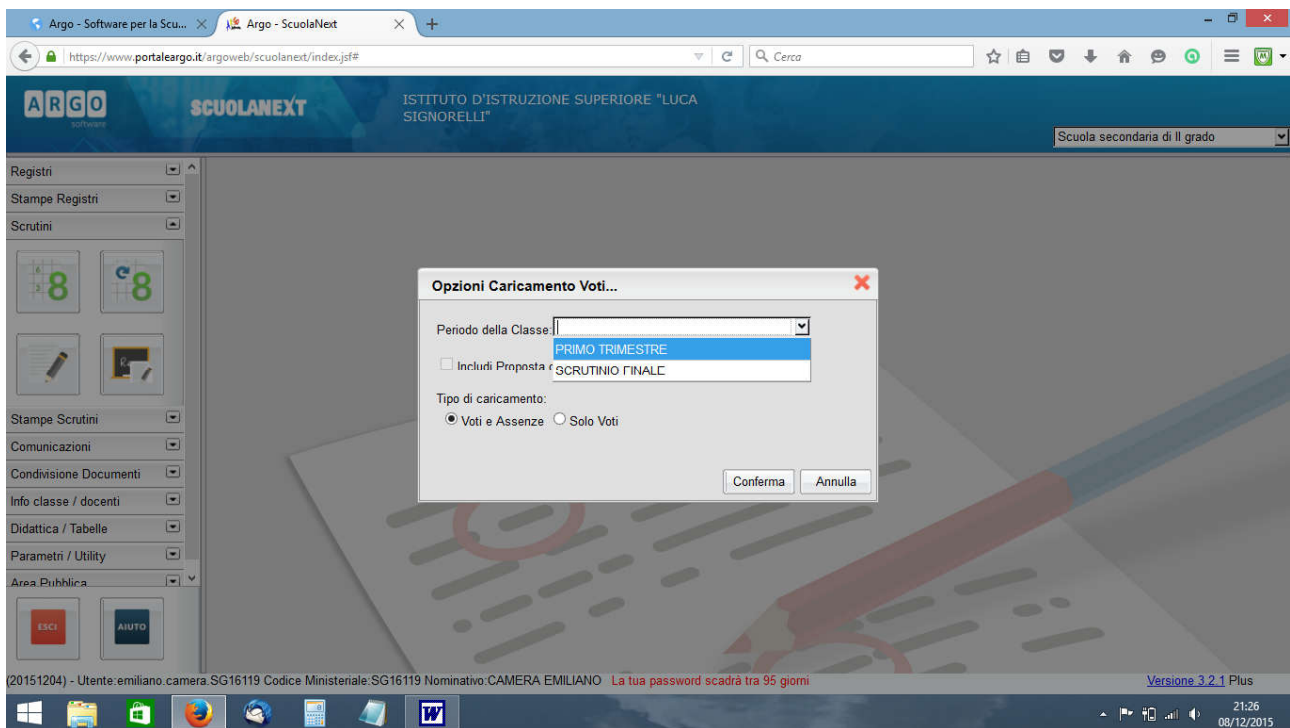 Argo - Software per la Scu...
Argo - ScuolaNext
https://www.portaleargo.it/argoweb/scuolanext/index.jsf#
Cerca
ARGO
software
SCUOLANEXT
ISTITUTO D'ISTRUZIONE SUPERIORE "LUCA
SIGNORELLI"
Scuola secondaria di II grado
Registri
Stampe Registri
Scrutini
8
8
Opzioni Caricamento Voti...
Periodo della Classe:
PRIMO TRIMESTRE
Includi Proposta
SCRUTINIO FINALE
Tipo di caricamento:
Voti e Assenze
Solo Voti
Conferma
Annulla
Stampe Scrutini
Comunicazioni
Condivisione Documenti
Info classe / docenti
Didattica / Tabelle
Parametri / Utility
Area Pubblica
ESCI
AIUTO
(20151204) - Utente:emiliano.camera.SG16119 Codice Ministeriale:SG16119 Nominativo:CAMERA EMILIANO La tua password scadrà tra 95 giorni
Versione 3.2.1 Plus
W
21:26
08/12/2015